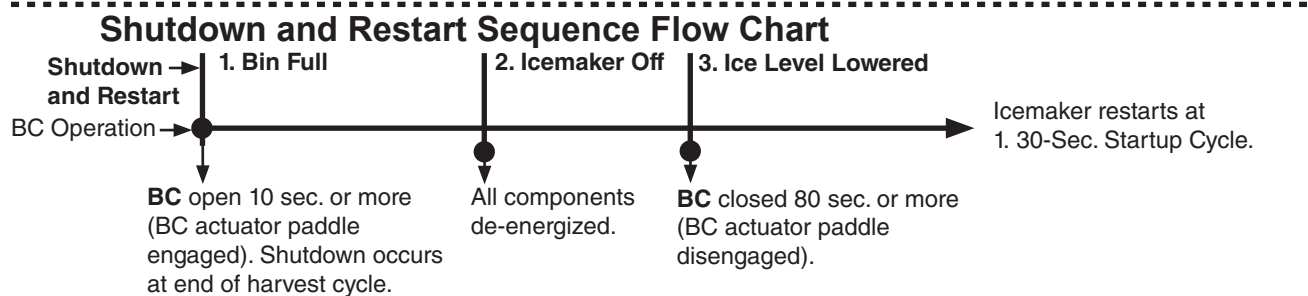 Shutdown and Restart Sequence Flow Chart
Shutdown
and Restart
1. Bin Full
2. Icemaker Off
3. Ice Level Lowered
BC Operation
Icemaker restarts at
1. 30-Sec. Startup Cycle.
BC open 10 sec. or more
(BC actuator paddle
engaged). Shutdown occurs
at end of harvest cycle.
All components
de-energized.
BC closed 80 sec. or more
(BC actuator paddle
disengaged).